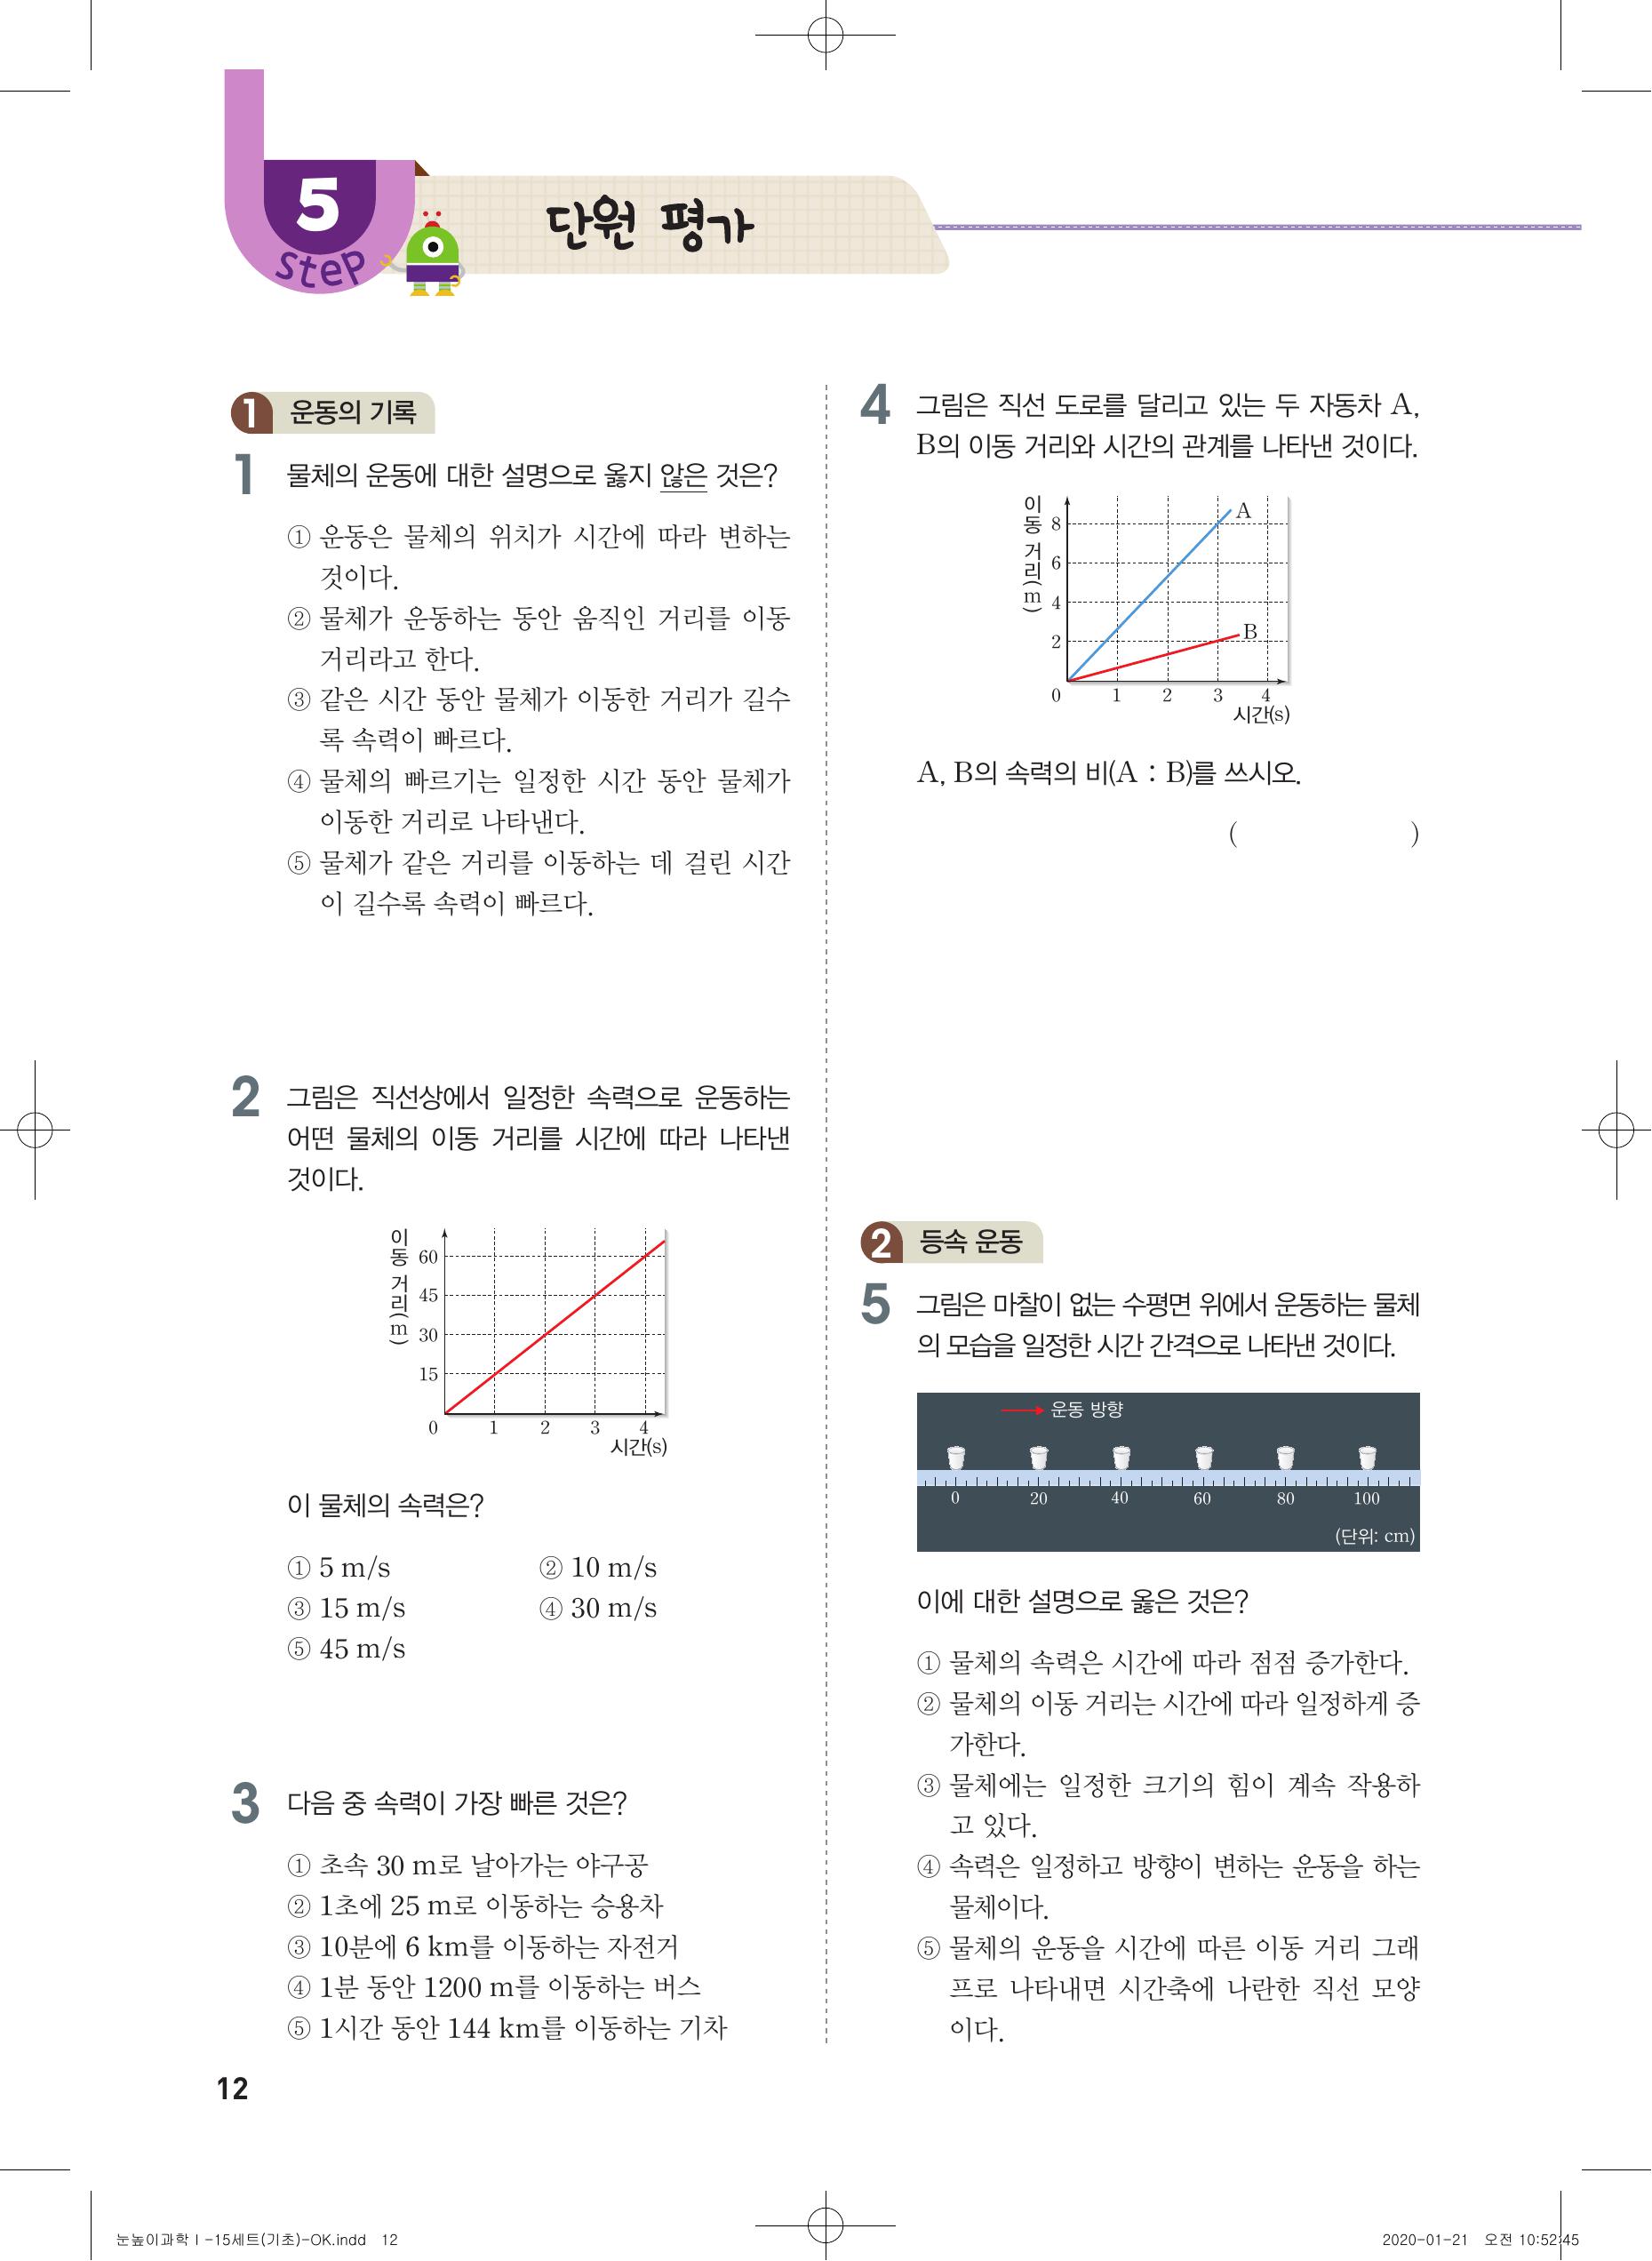 5
step
단원 평가
1 운동의 기록
1 물체의 운동에 대한 설명으로 옳지 않은 것은?
① 운동은 물체의 위치가 시간에 따라 변하는
것이다.
② 물체가 운동하는 동안 움직인 거리를 이동
거리라고 한다.
③ 같은 시간 동안 물체가 이동한 거리가 길수
록 속력이 빠르다.
④ 물체의 빠르기는 일정한 시간 동안 물체가
이동한 거리로 나타낸다.
⑤ 물체가 같은 거리를 이동하는 데 걸린 시간
이 길수록 속력이 빠르다.
2 그림은 직선상에서 일정한 속력으로 운동하는
어떤 물체의 이동 거리를 시간에 따라 나타낸
것이다.
이동 거리(m)
60
45
30
15
0 1 2 3 4
시간(s)
이 물체의 속력은?
① 5 m/s ② 10 m/s
③ 15 m/s ④ 30 m/s
⑤ 45 m/s
3 다음 중 속력이 가장 빠른 것은?
① 초속 30 m로 날아가는 야구공
② 1초에 25 m로 이동하는 승용차
③ 10분에 6 km를 이동하는 자전거
④ 1분 동안 1200 m를 이동하는 버스
⑤ 1시간 동안 144 km를 이동하는 기차
4 그림은 직선 도로를 달리고 있는 두 자동차 A,
B의 이동 거리와 시간의 관계를 나타낸 것이다.
이동 거리(m)
A
8
6
4
B
2
0 1 2 3 4
시간(s)
A, B의 속력의 비(A : B)를 쓰시오.
( )
2 등속 운동
5 그림은 마찰이 없는 수평면 위에서 운동하는 물체
의 모습을 일정한 시간 간격으로 나타낸 것이다.
운동 방향
0 20 40 60 80 100
(단위: cm)
이에 대한 설명으로 옳은 것은?
① 물체의 속력은 시간에 따라 점점 증가한다.
② 물체의 이동 거리는 시간에 따라 일정하게 증
가한다.
③ 물체에는 일정한 크기의 힘이 계속 작용하
고 있다.
④ 속력은 일정하고 방향이 변하는 운동을 하는
물체이다.
⑤ 물체의 운동을 시간에 따른 이동 거리 그래
프로 나타내면 시간축에 나란한 직선 모양
이다.
12
눈높이과학Ⅰ-15세트(기초)-OK.indd 12
2020-01-21 오전 10:52:45